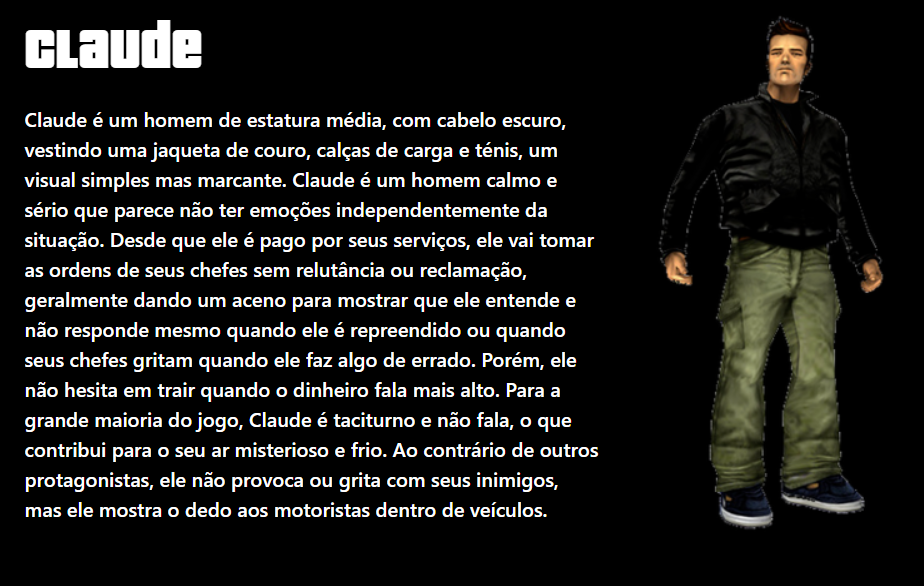 Claude
Claude é um homem de estatura média, com cabelo escuro,
vestindo uma jaqueta de couro, calças de carga e ténis, um
visual simples mas marcante. Claude é um homem calmo e
sério que parece não ter emoções independentemente da
situação. Desde que ele é pago por seus serviços, ele vai tomar
as ordens de seus chefes sem relutância ou reclamação,
geralmente dando um aceno para mostrar que ele entende e
não responde mesmo quando ele é repreendido ou quando
seus chefes gritam quando ele faz algo de errado. Porém, ele
não hesita em trair quando o dinheiro fala mais alto. Para a
grande maioria do jogo, Claude é taciturno e não fala, o que
contribui para o seu ar misterioso e frio. Ao contrário de outros
protagonistas, ele não provoca ou grita com seus inimigos,
mas ele mostra o dedo aos motoristas dentro de veículos.